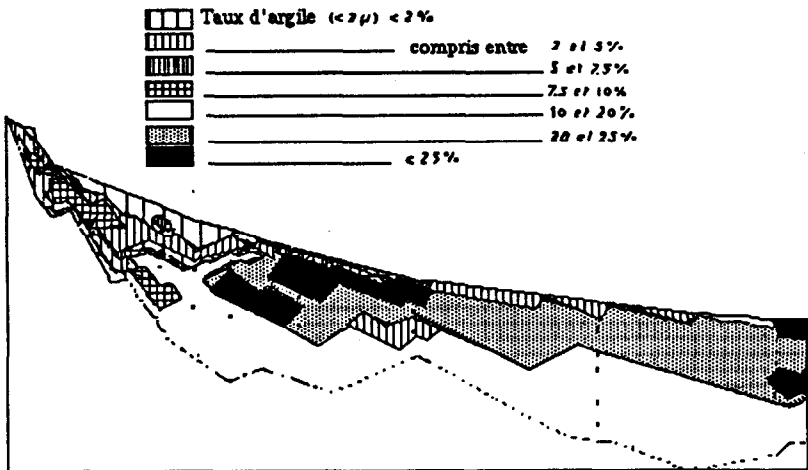 Taux d'argile (<2μ) < 2%
compris entre 2 et 5%
5 et 7.5%
7.5 et 10%
10 et 20%
20 et 25%
< 25%